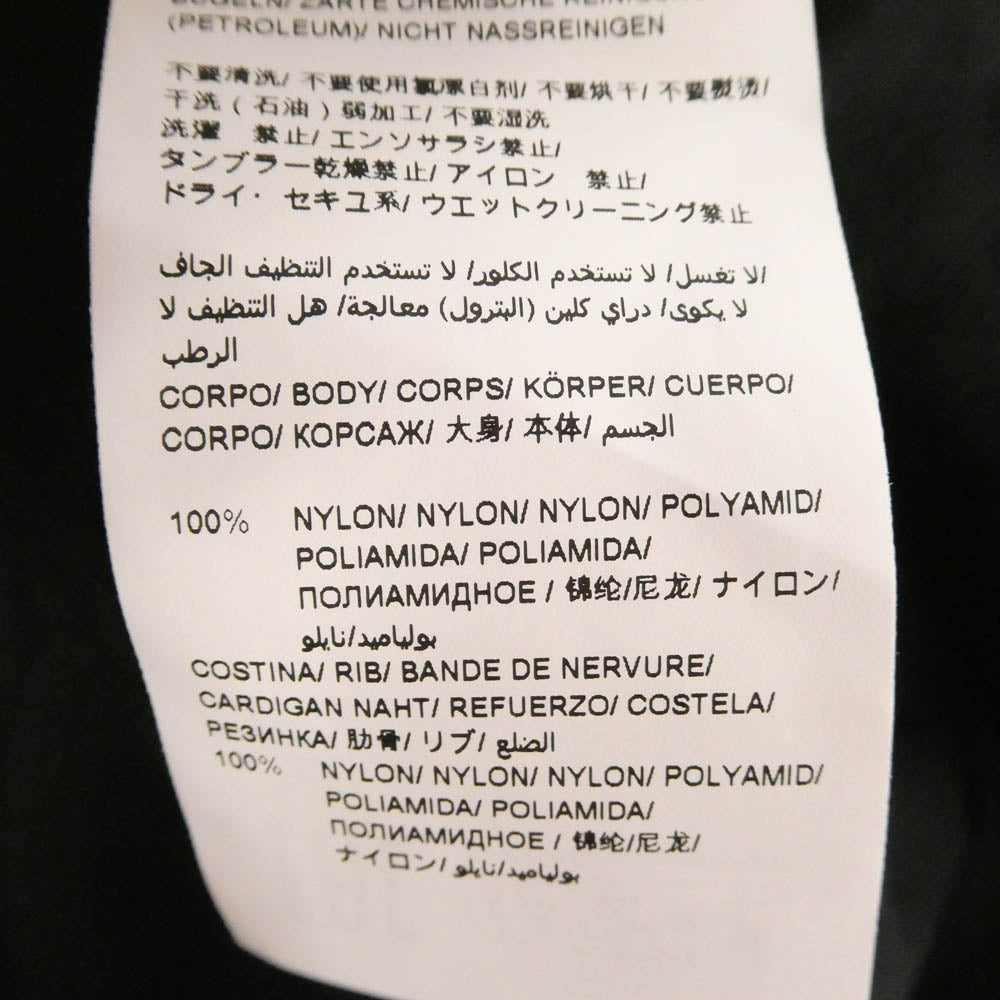 BÜGELN/ ZARTE CHEMISCHE REINIGUNG
(PETROLEUM)/ NICHT NASSREINIGEN
不要清洗/ 不要使用氯漂白剂/ 不要烘干/ 不要熨烫/
干洗 ( 石油 ) 弱加工/ 不要湿洗
洗濯 禁止/ エンソサラシ禁止/
タンブラー乾燥禁止/ アイロン 禁止/
ドライ・ セキユ系/ ウエットクリーニング禁止
لا تغسل/ لا تستخدم الكلور/ لا تستخدم التنظيف الجاف/
لا يكوى/ دراي كلين (البترول) معالجة/ هل التنظيف لا
الرطب
CORPO/ BODY/ CORPS/ KÖRPER/ CUERPO/
CORPO/ КОРСАЖ/ 大身/ 本体/ الجسم
100% NYLON/ NYLON/ NYLON/ POLYAMID/
POLIAMIDA/ POLIAMIDA/
ПОЛИАМИДНОЕ / 锦纶/尼龙/ ナイロン/
بولياميد/نايلو
COSTINA/ RIB/ BANDE DE NERVURE/
CARDIGAN NAHT/ REFUERZO/ COSTELA/
РЕЗИНКА/ 肋骨/ リブ/ الضلع
100% NYLON/ NYLON/ NYLON/ POLYAMID/
POLIAMIDA/ POLIAMIDA/
ПОЛИАМИДНОЕ / 锦纶/尼龙/
ナイロン/ بولياميد/نايلو